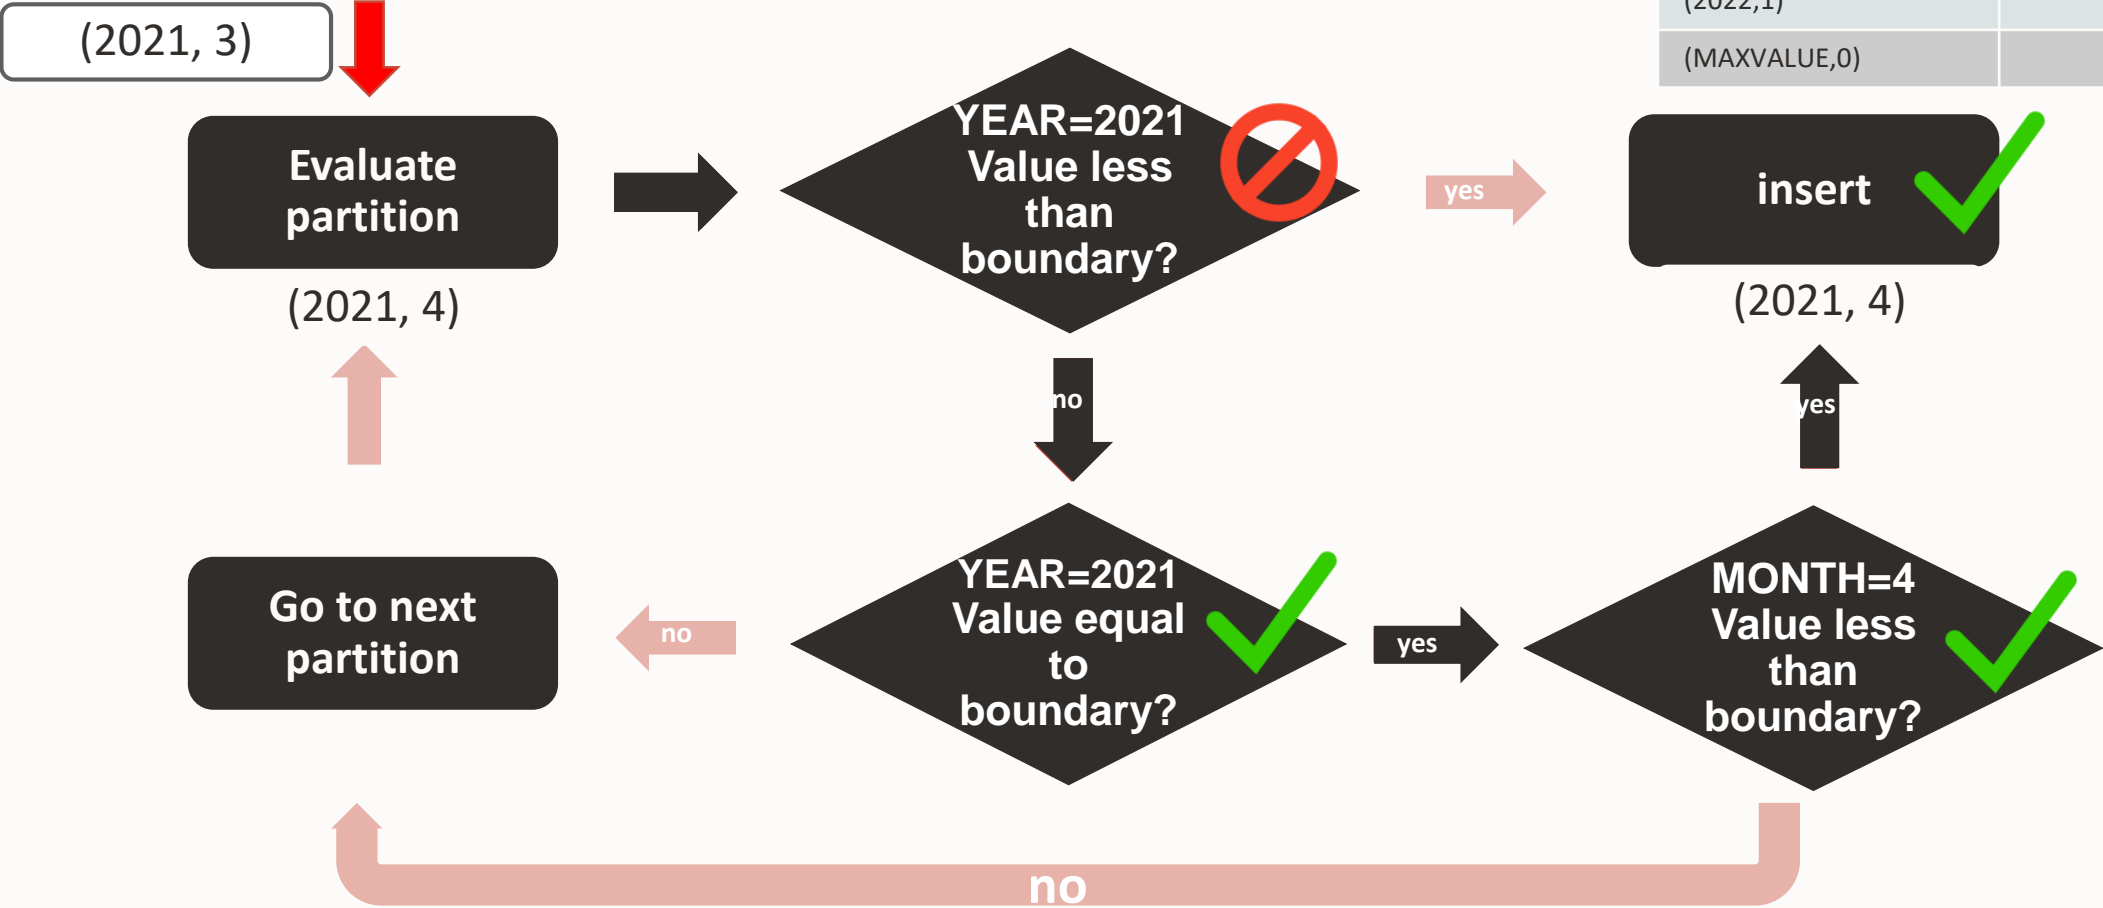 (2022,1)
(2021, 3)
(MAXVALUE,0)
YEAR=2021
Value less
than
boundary?
Evaluate
partition
yes
insert
(2021, 4)
(2021, 4)
no
yes
YEAR=2021
Value equal
to
boundary?
MONTH=4
Value less
than
boundary?
Go to next
partition
no
yes
no